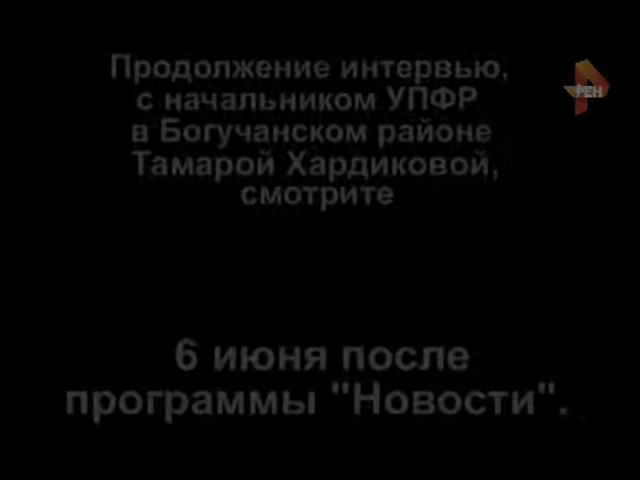 Продолжение интервью,
с начальником УПФР
в Богучанском районе
Тамарой Хардиковой,
смотрите
6 июня после
программы "Новости".
РЕН